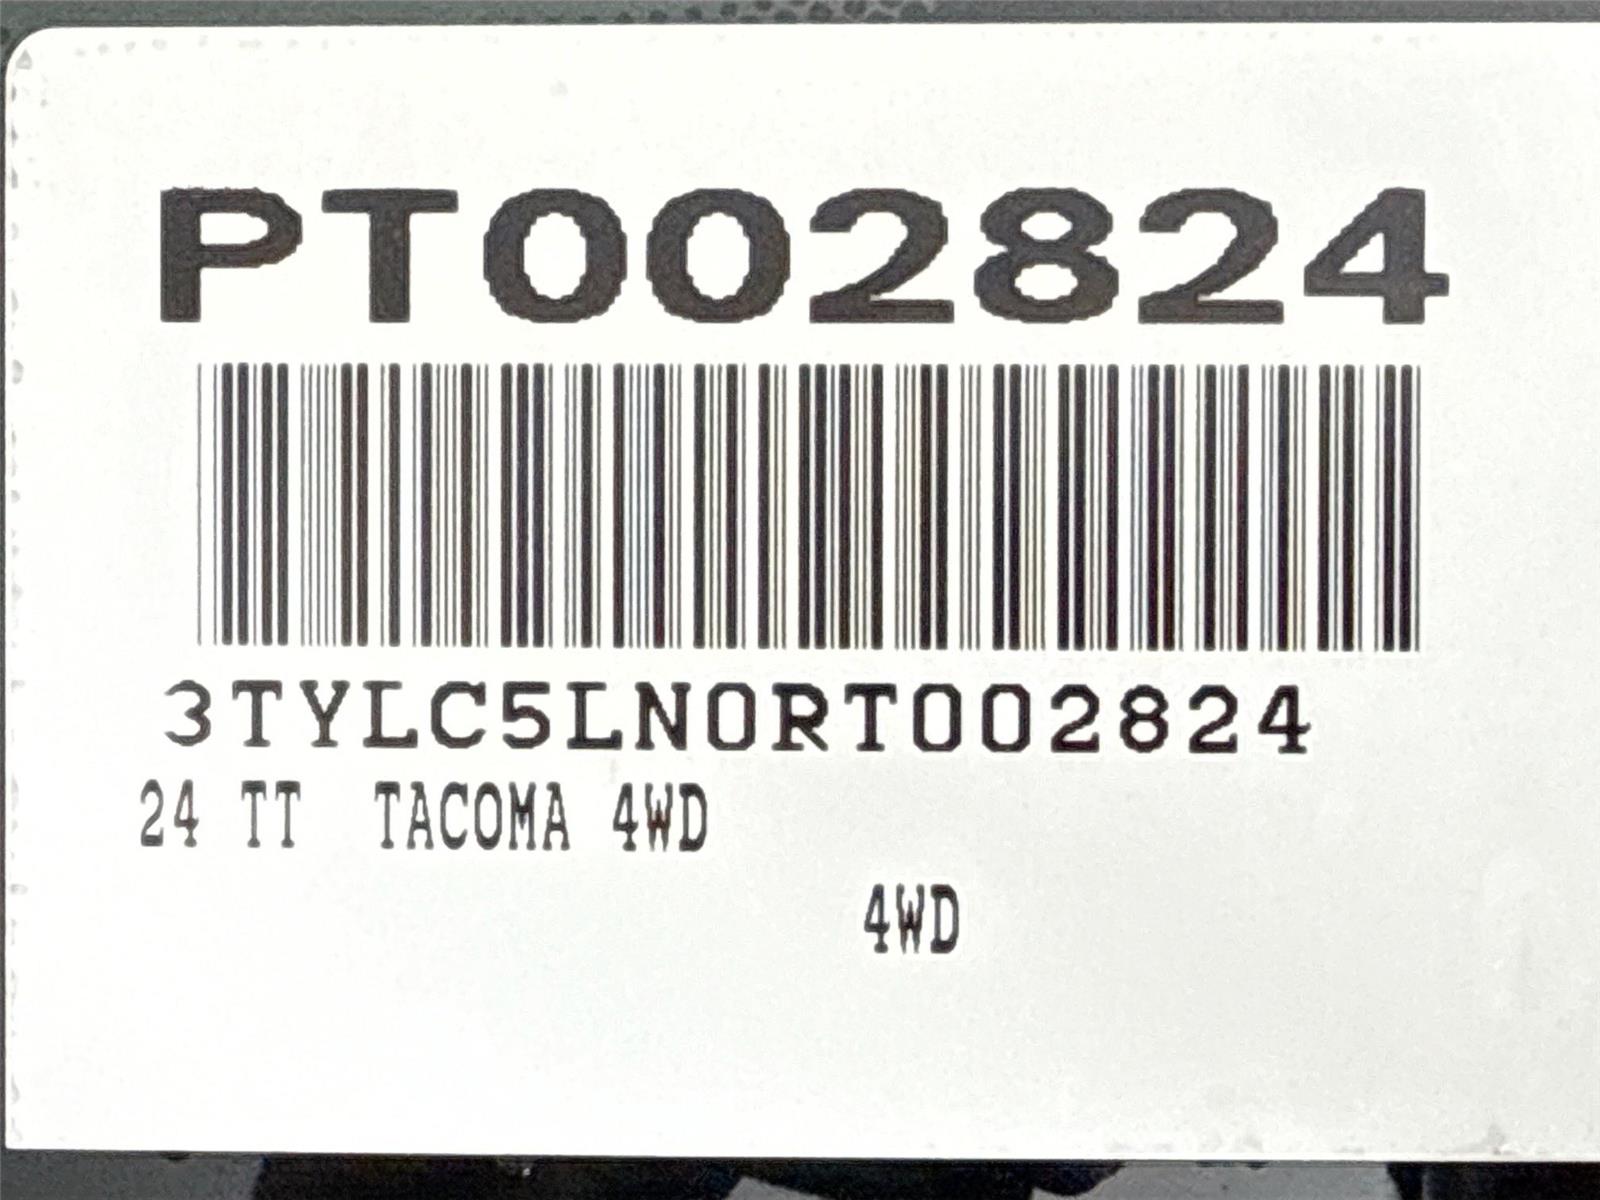 PT002824
3TYLC5LN0RT002824
24 TT TACOMA 4WD
4WD